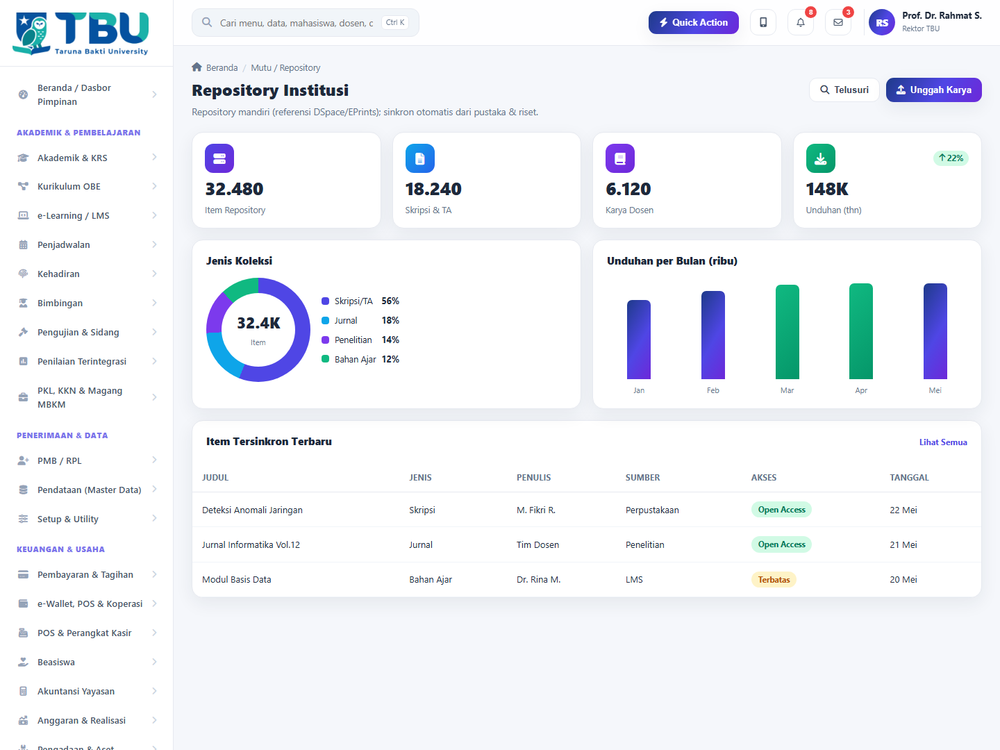 TBU
Taruna Bakti University
Cari menu, data, mahasiswa, dosen, c
Ctrl K
Quick Action
8
3
RS
Prof. Dr. Rahmat S.
Rektor TBU
Beranda / Dasbor
Pimpinan
AKADEMIK & PEMBELAJARAN
Akademik & KRS
Kurikulum OBE
e-Learning / LMS
Penjadwalan
Kehadiran
Bimbingan
Pengujian & Sidang
Penilaian Terintegrasi
PKL, KKN & Magang
MBKM
PENERIMAAN & DATA
PMB / RPL
Pendataan (Master Data)
Setup & Utility
KEUANGAN & USAHA
Pembayaran & Tagihan
e-Wallet, POS & Koperasi
POS & Perangkat Kasir
Beasiswa
Akuntansi Yayasan
Anggaran & Realisasi
Pengadaan & Aset
Beranda / Mutu / Repository
Repository Institusi
Repository mandiri (referensi DSpace/EPrints); sinkron otomatis dari pustaka & riset.
Telusuri
Unggah Karya
32.480
Item Repository
18.240
Skripsi & TA
6.120
Karya Dosen
22%
148K
Unduhan (thn)
Jenis Koleksi
32.4K
Item
Skripsi/TA 56%
Jurnal 18%
Penelitian 14%
Bahan Ajar 12%
Unduhan per Bulan (ribu)
Jan Feb Mar Apr Mei
Item Tersinkron Terbaru
Lihat Semua
JUDUL JENIS PENULIS SUMBER AKSES TANGGAL
Deteksi Anomali Jaringan Skripsi M. Fikri R. Perpustakaan Open Access 22 Mei
Jurnal Informatika Vol.12 Jurnal Tim Dosen Penelitian Open Access 21 Mei
Modul Basis Data Bahan Ajar Dr. Rina M. LMS Terbatas 20 Mei